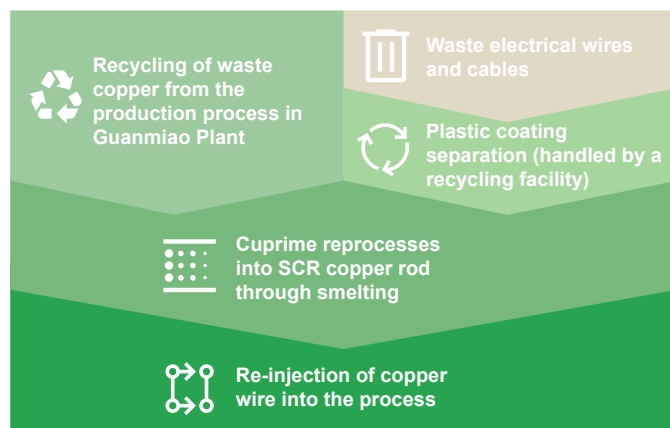 Recycling of waste
copper from the
production process in
Guanmiao Plant
Waste electrical wires
and cables
Plastic coating
separation (handled by a
recycling facility)
Cuprime reprocesses
into SCR copper rod
through smelting
Re-injection of copper
wire into the process